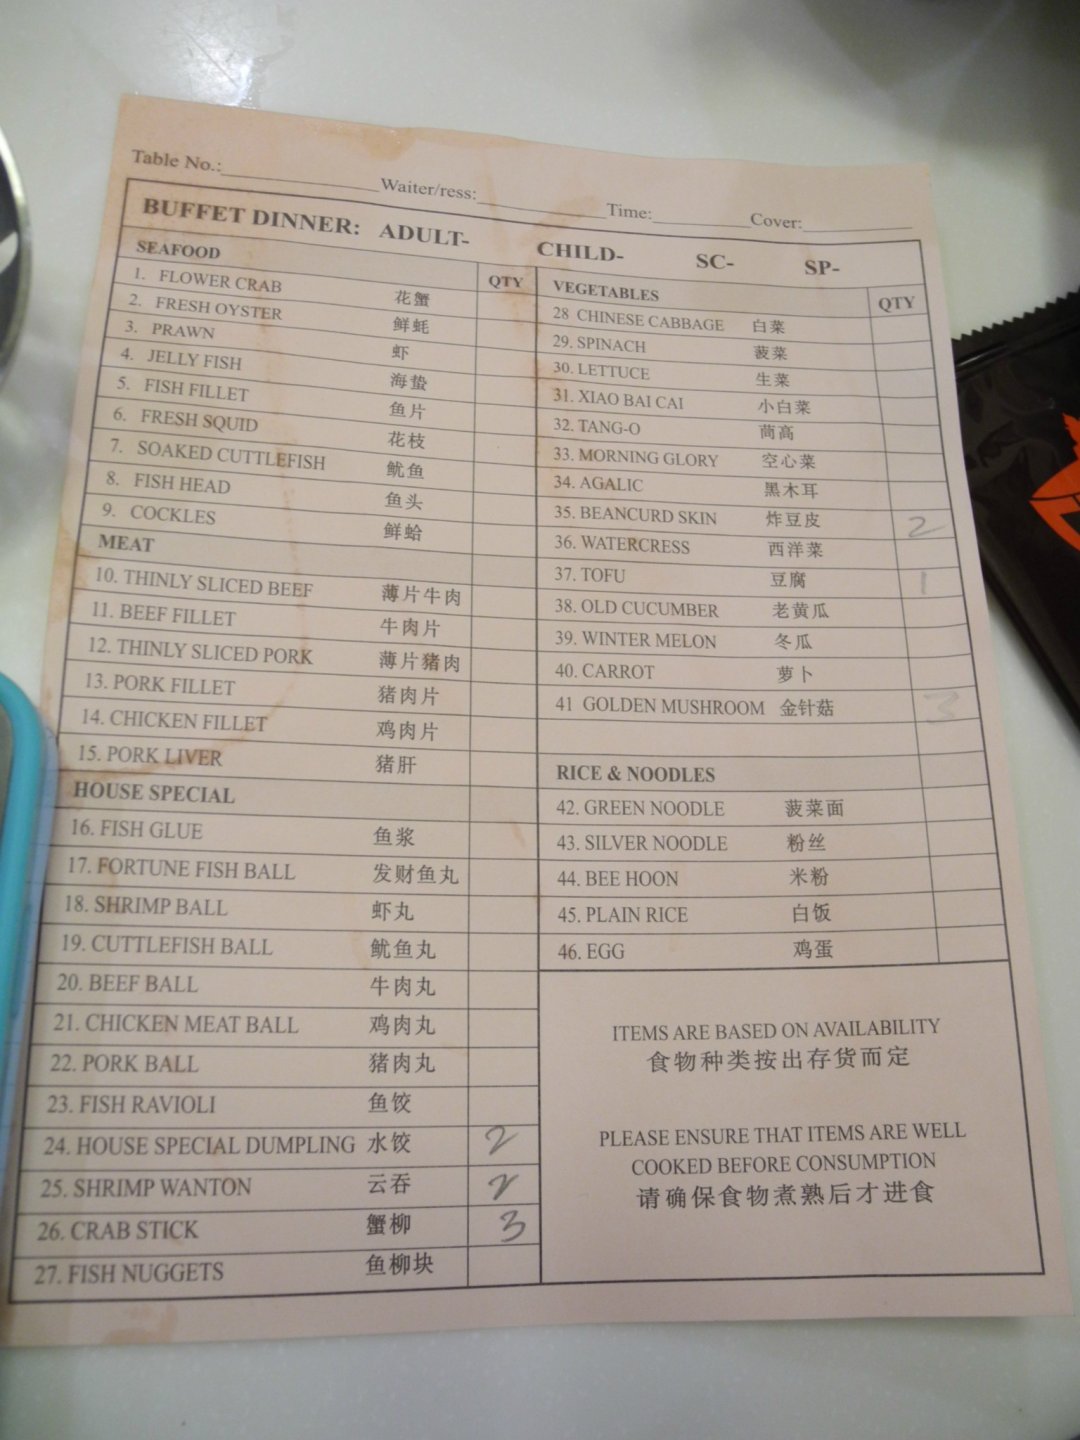 Table No.: Waiter/ress: Time: Cover:
BUFFET DINNER: ADULT- CHILD- SC- SP-
SEAFOOD QTY
1. FLOWER CRAB 花蟹
2. FRESH OYSTER 鲜蚝
3. PRAWN 虾
4. JELLY FISH 海蛰
5. FISH FILLET 鱼片
6. FRESH SQUID 花枝
7. SOAKED CUTTLEFISH 鱿鱼
8. FISH HEAD 鱼头
9. COCKLES 鲜蛤
MEAT
10. THINLY SLICED BEEF 薄片牛肉
11. BEEF FILLET 牛肉片
12. THINLY SLICED PORK 薄片猪肉
13. PORK FILLET 猪肉片
14. CHICKEN FILLET 鸡肉片
15. PORK LIVER 猪肝
HOUSE SPECIAL
16. FISH GLUE 鱼浆
17. FORTUNE FISH BALL 发财鱼丸
18. SHRIMP BALL 虾丸
19. CUTTLEFISH BALL 鱿鱼丸
20. BEEF BALL 牛肉丸
21. CHICKEN MEAT BALL 鸡肉丸
22. PORK BALL 猪肉丸
23. FISH RAVIOLI 鱼饺
24. HOUSE SPECIAL DUMPLING 水饺 2
25. SHRIMP WANTON 云吞 2
26. CRAB STICK 蟹柳 3
27. FISH NUGGETS 鱼柳块
VEGETABLES QTY
28 CHINESE CABBAGE 白菜
29. SPINACH 菠菜
30. LETTUCE 生菜
31. XIAO BAI CAI 小白菜
32. TANG-O 茼高
33. MORNING GLORY 空心菜
34. AGALIC 黑木耳
35. BEANCURD SKIN 炸豆皮 2
36. WATERCRESS 西洋菜
37. TOFU 豆腐 1
38. OLD CUCUMBER 老黄瓜
39. WINTER MELON 冬瓜
40. CARROT 萝卜
41 GOLDEN MUSHROOM 金针菇 3
RICE & NOODLES
42. GREEN NOODLE 菠菜面
43. SILVER NOODLE 粉丝
44. BEE HOON 米粉
45. PLAIN RICE 白饭
46. EGG 鸡蛋
ITEMS ARE BASED ON AVAILABILITY
食物种类按出存货而定
PLEASE ENSURE THAT ITEMS ARE WELL
COOKED BEFORE CONSUMPTION
请确保食物煮熟后才进食